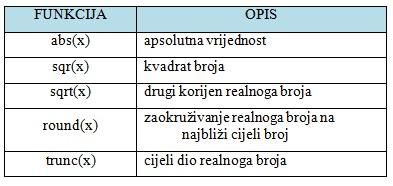 FUNKCIJA OPIS
abs(x) apsolutna vrijednost
sqr(x) kvadrat broja
sqrt(x) drugi korijen realnoga broja
round(x) zaokruživanje realnoga broja na
najbliži cijeli broj
trunc(x) cijeli dio realnoga broja